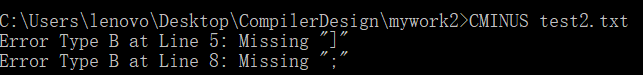 C:\Users\lenovo\Desktop\CompilerDesign\mywork2>CMINUS test2.txt
Error Type B at Line 5: Missing "]"
Error Type B at Line 8: Missing ";"